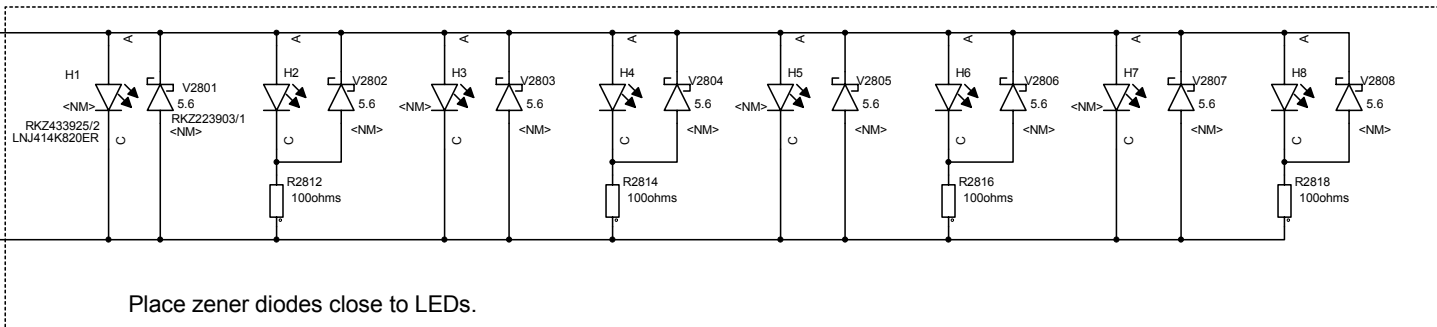 A A A A A A A A
H1 H2 H3 H4 H5 H6 H7 H8
V2801 V2802 V2803 V2804 V2805 V2806 V2807 V2808
<NM> 5.6 5.6 <NM> 5.6 5.6 <NM> 5.6 5.6 <NM> 5.6 5.6
RKZ433925/2 RKZ223903/1
LNJ414K820ER <NM> <NM> <NM> <NM> <NM> <NM> <NM> <NM>
C C C C C C C C
R2812 R2814 R2816 R2818
100ohms 100ohms 100ohms 100ohms
Place zener diodes close to LEDs.